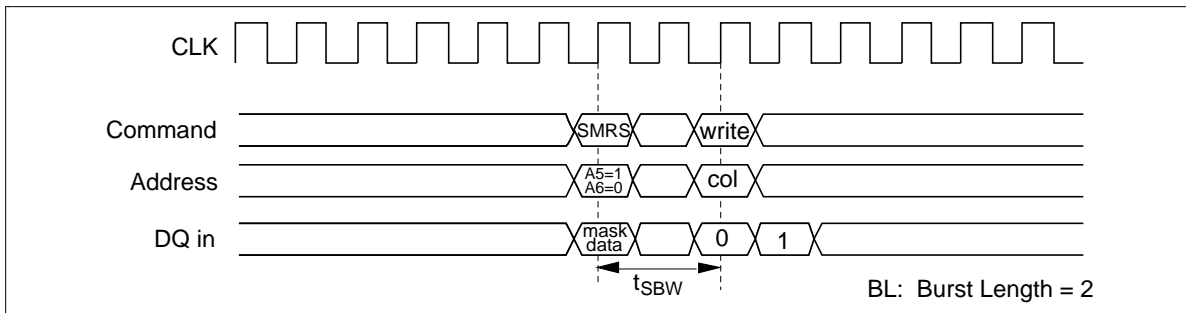 CLK
Command
SMRS
write
Address
A5=1
A6=0
col
DQ in
mask
data
0
1
tSBW
BL: Burst Length = 2